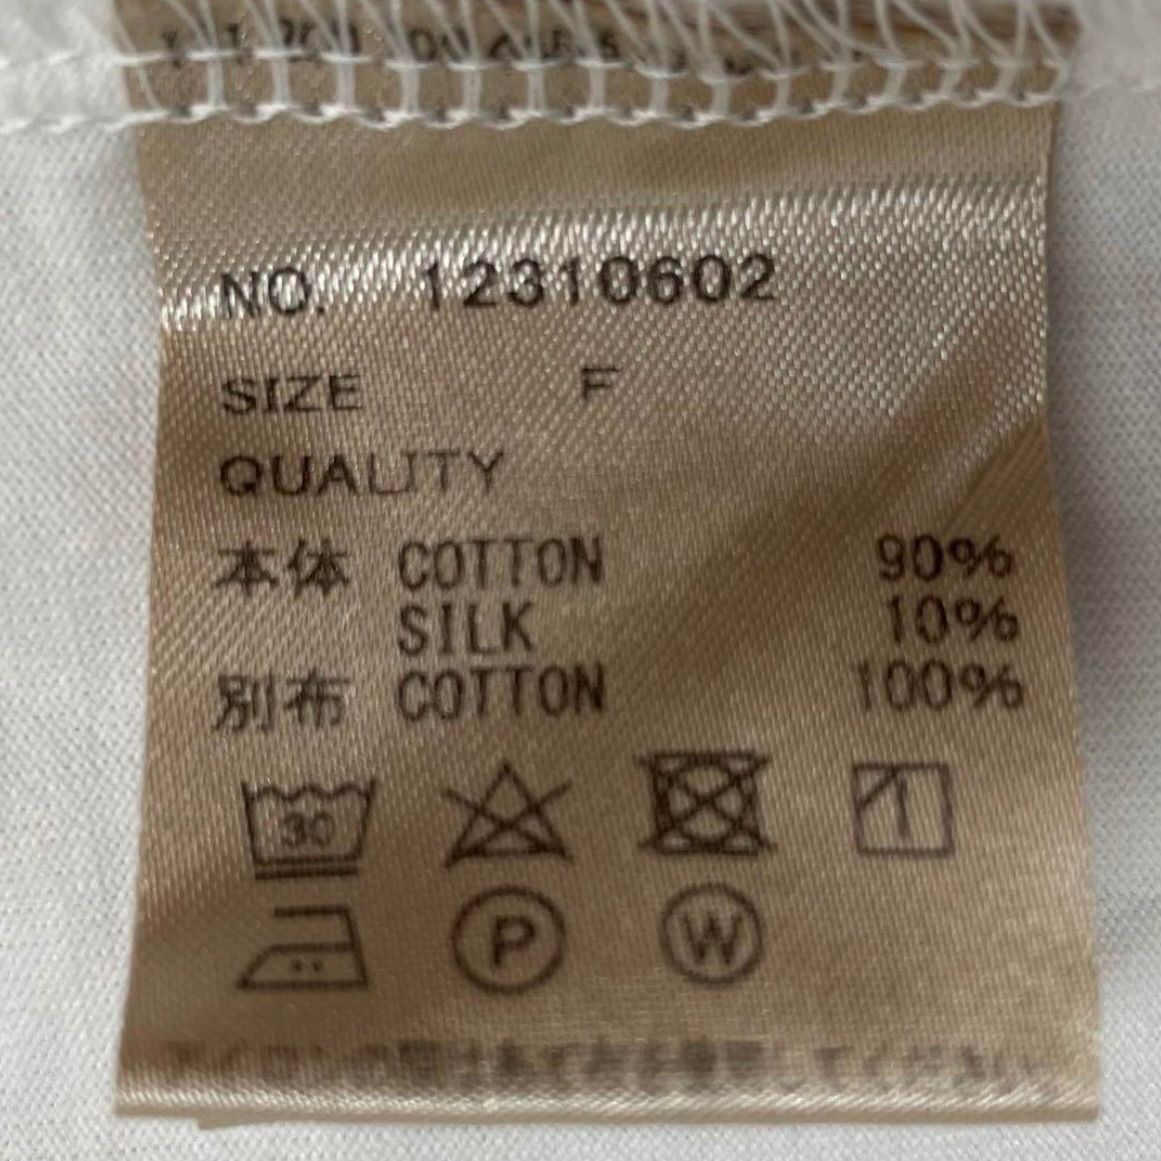 NO. 12310602
SIZE F
QUALITY
本体 COTTON 90%
SILK 10%
別布 COTTON 100%
30
P W